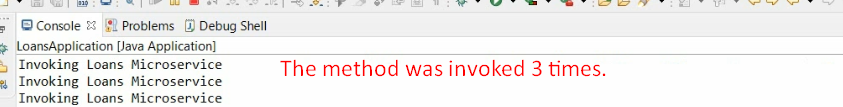 Console Problems Debug Shell
LoansApplication [Java Application]
Invoking Loans Microservice
Invoking Loans Microservice
Invoking Loans Microservice
The method was invoked 3 times.